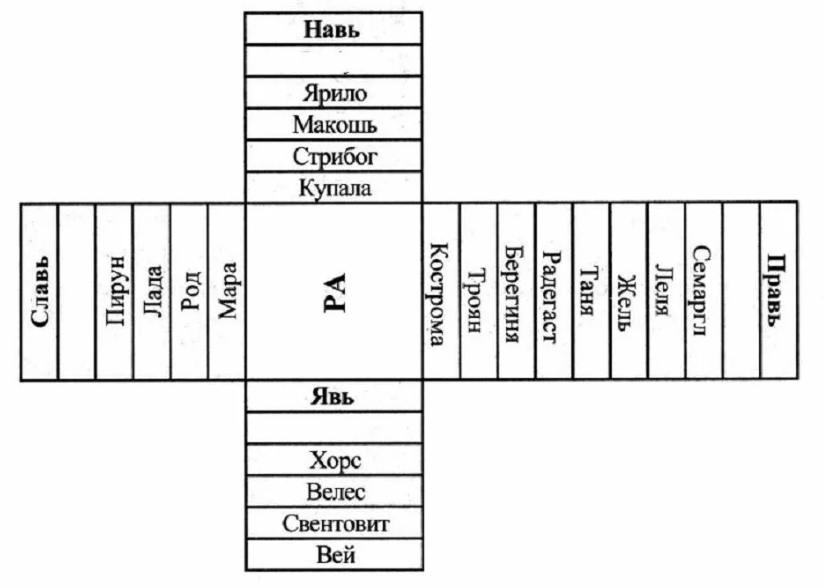 Навь
Ярило
Макошь
Стрибог
Купала
Славь
Пирун
Лада
Род
Мара
РА
Кострома
Троян
Берегиня
Радегаст
Таня
Жель
Леля
Семаргл
Правь
Явь
Хорс
Велес
Свентовит
Вей